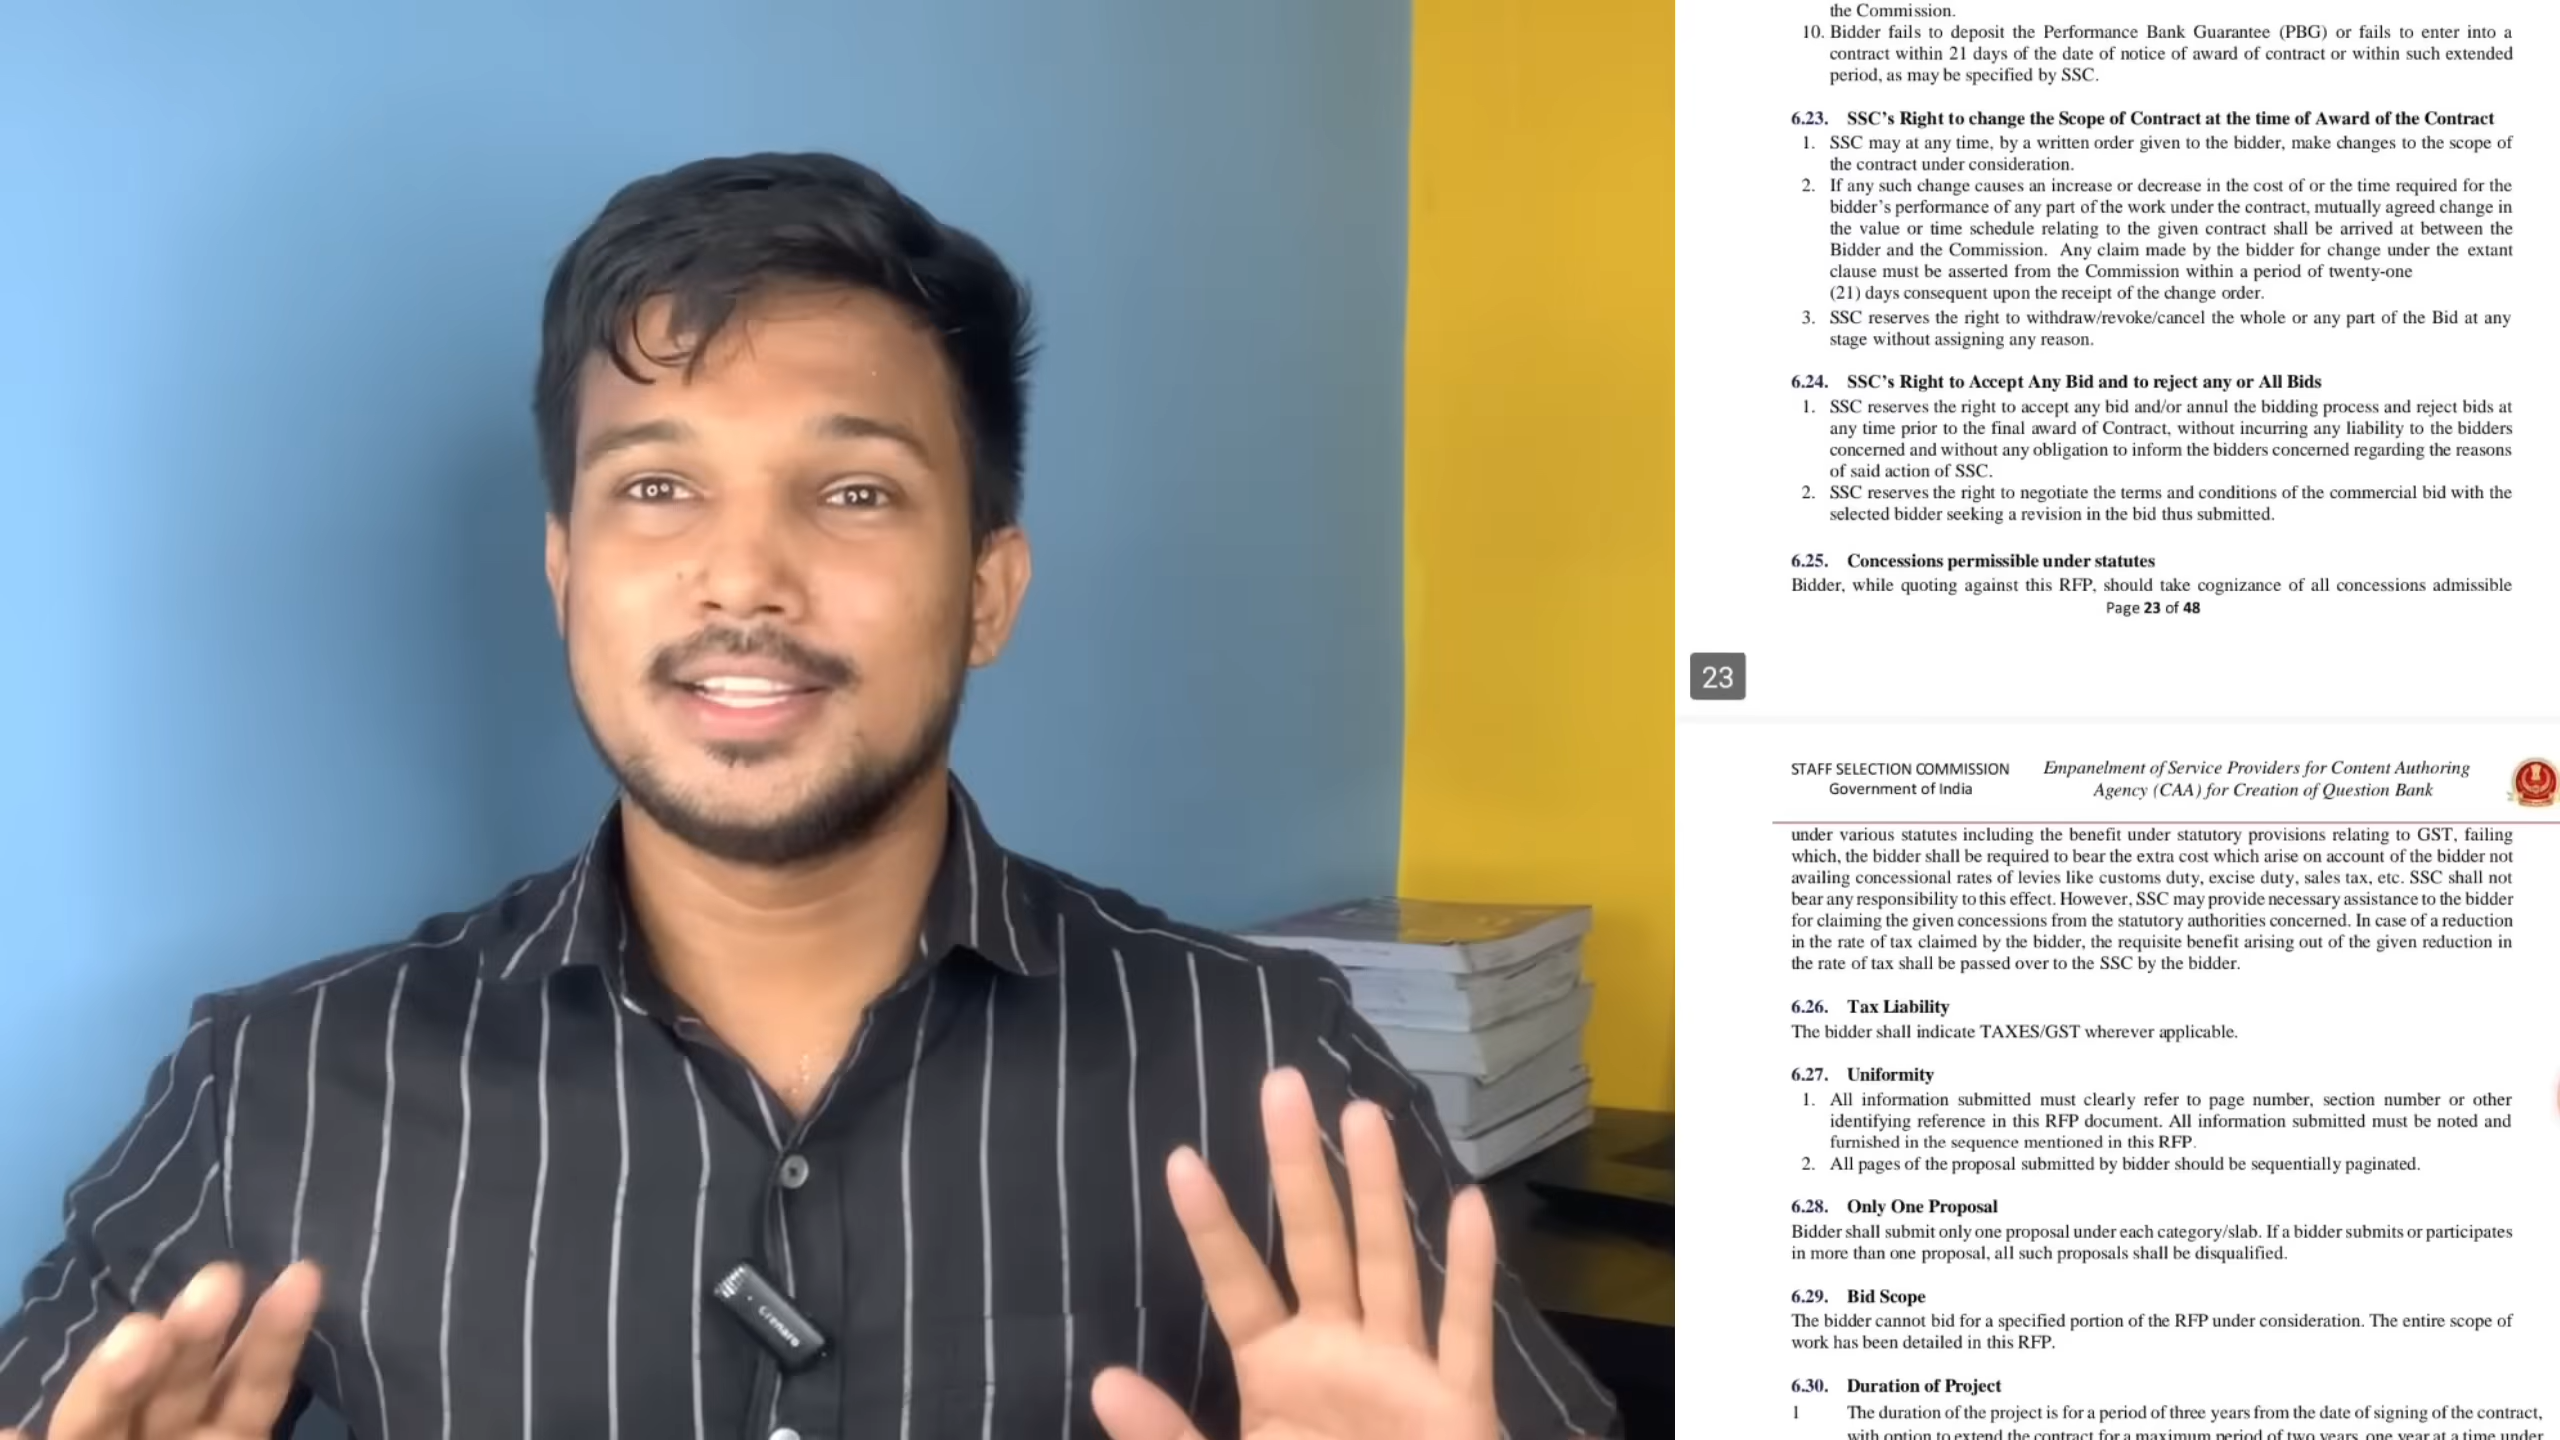 the Commission.
10. Bidder fails to deposit the Performance Bank Guarantee (PBG) or fails to enter into a
contract within 21 days of the date of notice of award of contract or within such extended
period, as may be specified by SSC.
6.23. SSC's Right to change the Scope of Contract at the time of Award of the Contract
1. SSC may at any time, by a written order given to the bidder, make changes to the scope of
the contract under consideration.
2. If any such change causes an increase or decrease in the cost of or the time required for the
bidder's performance of any part of the work under the contract, mutually agreed change in
the value or time schedule relating to the given contract shall be arrived at between the
Bidder and the Commission. Any claim made by the bidder for change under the extant
clause must be asserted from the Commission within a period of twenty-one
(21) days consequent upon the receipt of the change order.
3. SSC reserves the right to withdraw/revoke/cancel the whole or any part of the Bid at any
stage without assigning any reason.
6.24. SSC's Right to Accept Any Bid and to reject any or All Bids
1. SSC reserves the right to accept any bid and/or annul the bidding process and reject bids at
any time prior to the final award of Contract, without incurring any liability to the bidders
concerned and without any obligation to inform the bidders concerned regarding the reasons
of said action of SSC.
2. SSC reserves the right to negotiate the terms and conditions of the commercial bid with the
selected bidder seeking a revision in the bid thus submitted.
6.25. Concessions permissible under statutes
Bidder, while quoting against this RFP, should take cognizance of all concessions admissible
Page 23 of 48
23
STAFF SELECTION COMMISSION
Government of India
Empanelment of Service Providers for Content Authoring
Agency (CAA) for Creation of Question Bank
under various statutes including the benefit under statutory provisions relating to GST, failing
which, the bidder shall be required to bear the extra cost which arise on account of the bidder not
availing concessional rates of levies like customs duty, excise duty, sales tax, etc. SSC shall not
bear any responsibility to this effect. However, SSC may provide necessary assistance to the bidder
for claiming the given concessions from the statutory authorities concerned. In case of a reduction
in the rate of tax claimed by the bidder, the requisite benefit arising out of the given reduction in
the rate of tax shall be passed over to the SSC by the bidder.
6.26. Tax Liability
The bidder shall indicate TAXES/GST wherever applicable.
6.27. Uniformity
1. All information submitted must clearly refer to page number, section number or other
identifying reference in this RFP document. All information submitted must be noted and
furnished in the sequence mentioned in this RFP.
2. All pages of the proposal submitted by bidder should be sequentially paginated.
6.28. Only One Proposal
Bidder shall submit only one proposal under each category/slab. If a bidder submits or participates
in more than one proposal, all such proposals shall be disqualified.
6.29. Bid Scope
The bidder cannot bid for a specified portion of the RFP under consideration. The entire scope of
work has been detailed in this RFP.
6.30. Duration of Project
1 The duration of the project is for a period of three years from the date of signing of the contract,
with option to extend the contract for a maximum period of two years, one year at a time under